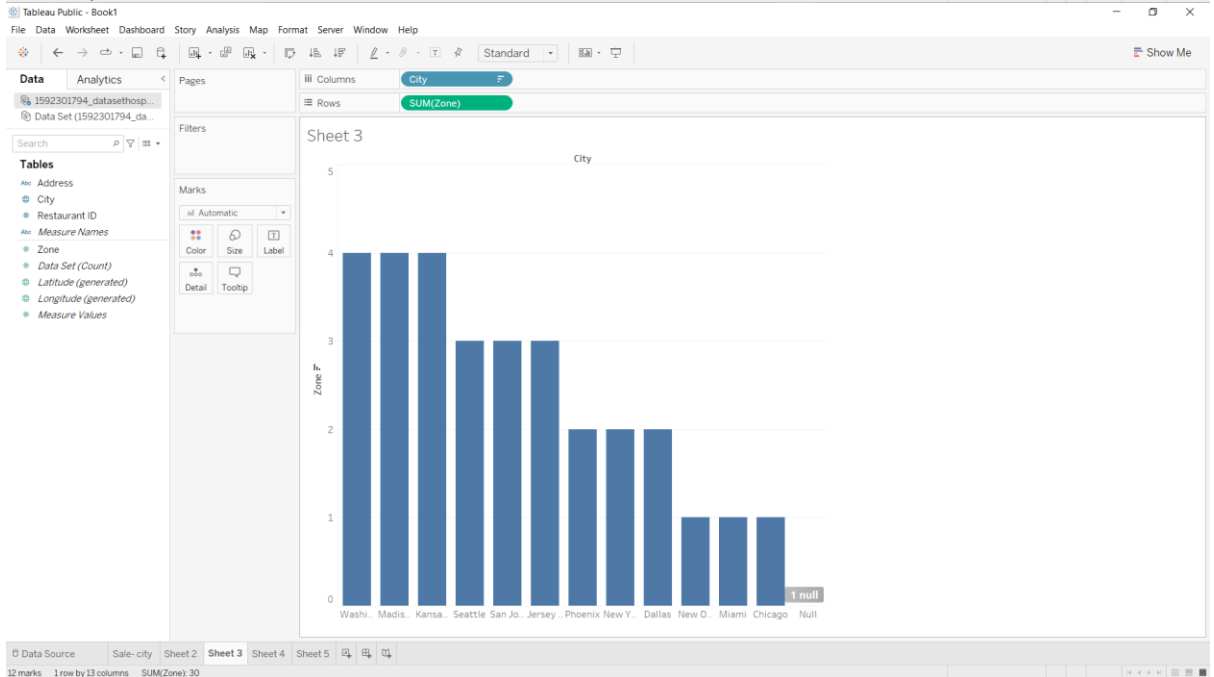 Tableau Public - Book1
File Data Worksheet Dashboard Story Analysis Map Format Server Window Help
Standard
Show Me
Data Analytics
Pages
Columns City
1592301794_datasethosp...
Data Set (1592301794_da...
Rows SUM(Zone)
Search
Filters
Tables
Abc Address
City
Restaurant ID
Abc Measure Names
Zone
Data Set (Count)
Latitude (generated)
Longitude (generated)
Measure Values
Marks
Automatic
Color Size Label
Detail Tooltip
Sheet 3
City
5
4
3
2
1
0
Zone
1 null
Washi.. Madis.. Kansa.. Seattle San Jo.. Jersey .. Phoenix New Y.. Dallas New O.. Miami Chicago Null
Data Source Sale- city Sheet 2 Sheet 3 Sheet 4 Sheet 5
12 marks 1 row by 13 columns SUM(Zone): 30